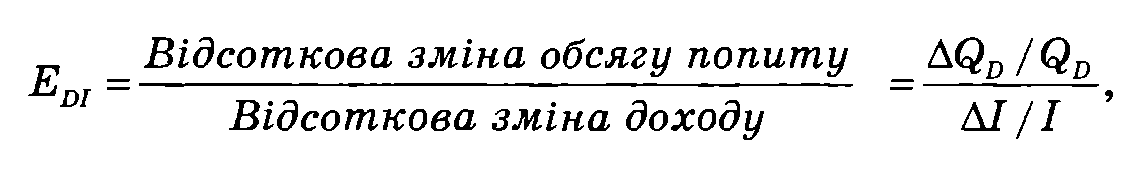 E_DI = Відсоткова зміна обсягу попиту / Відсоткова зміна доходу = ΔQ_D / Q_D / ΔI / I,